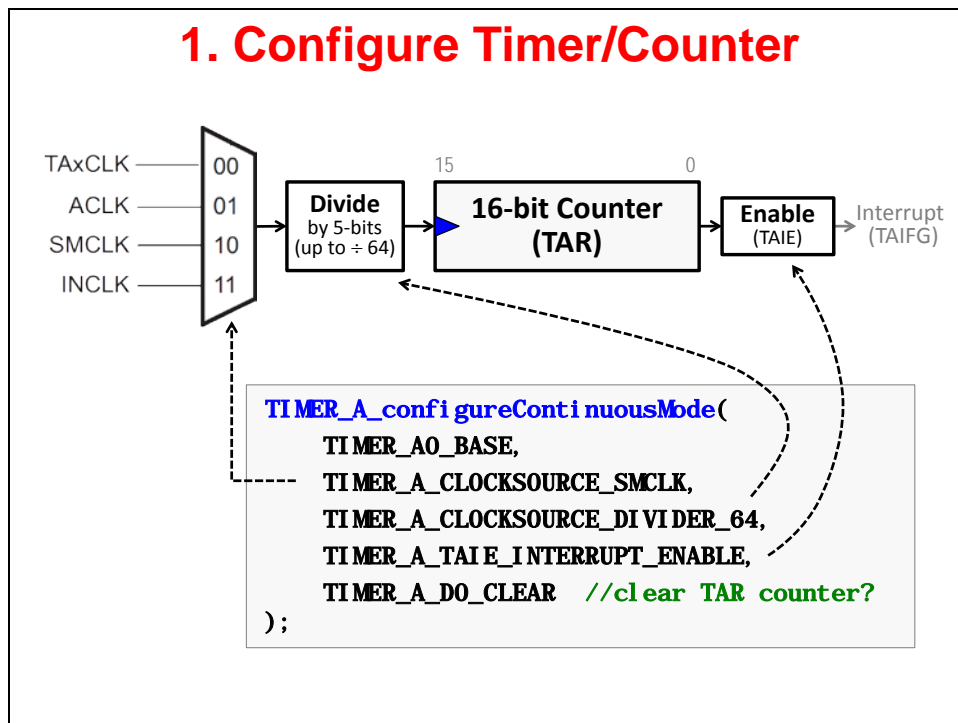 1. Configure Timer/Counter
TAxCLK
ACLK
SMCLK
INCLK
00
01
10
11
Divide
by 5-bits
(up to ÷ 64)
15
0
16-bit Counter
(TAR)
Enable
(TAIE)
Interrupt
(TAIFG)
TIMER_A_configureContinuousMode(
TIMER_A0_BASE,
TIMER_A_CLOCKSOURCE_SMCLK,
TIMER_A_CLOCKSOURCE_DIVIDER_64,
TIMER_A_TAIE_INTERRUPT_ENABLE,
TIMER_A_DO_CLEAR //clear TAR counter?
);